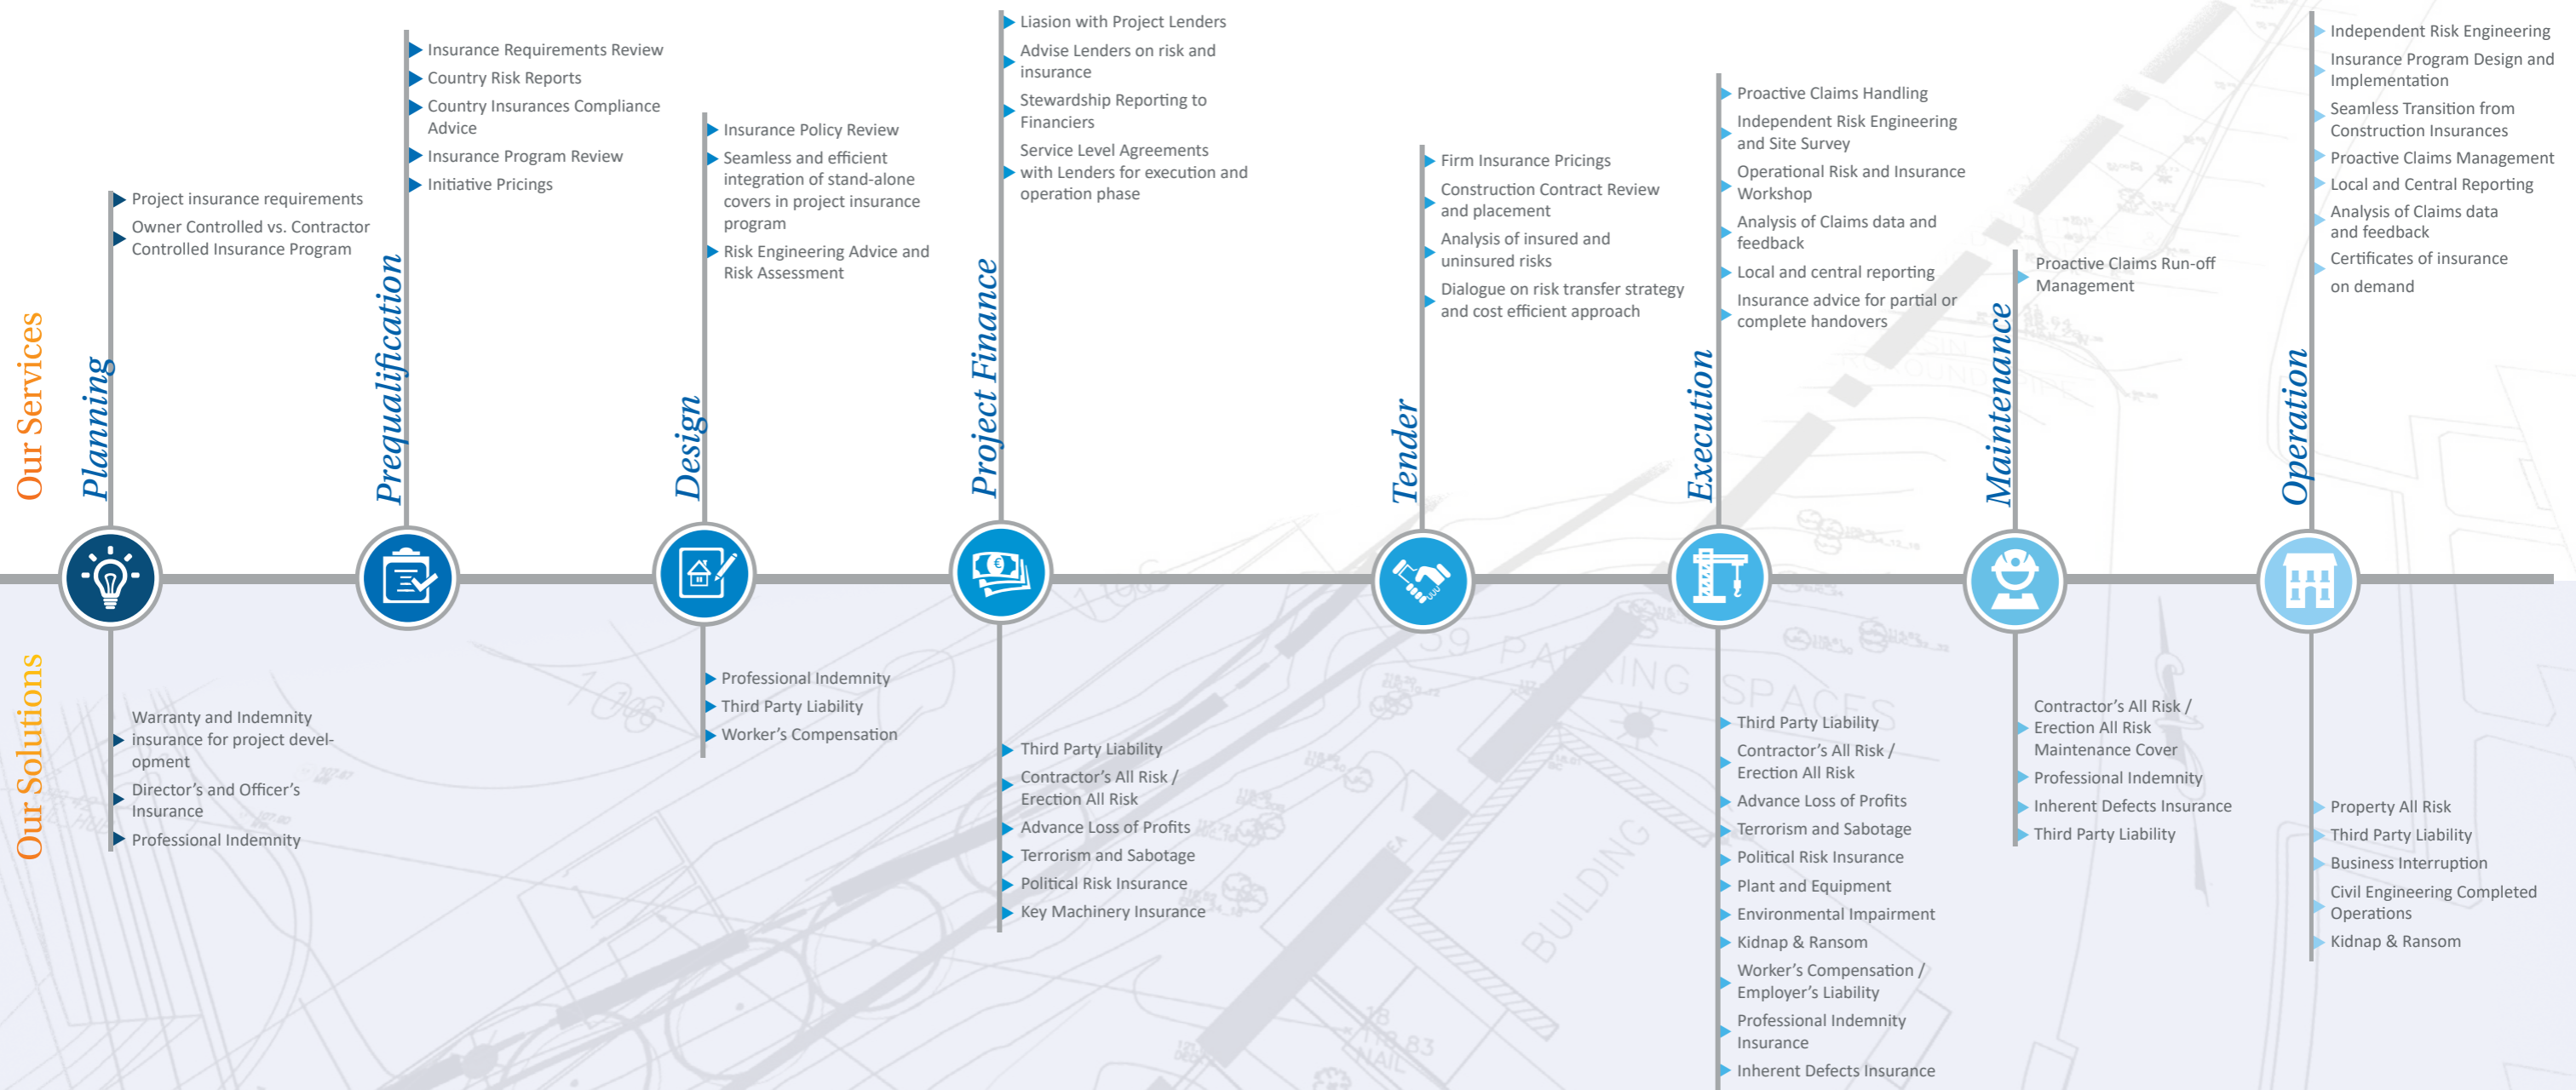 Our Services
Planning
Project insurance requirements
Owner Controlled vs. Contractor
Controlled Insurance Program
Prequalification
Insurance Requirements Review
Country Risk Reports
Country Insurances Compliance
Advice
Insurance Program Review
Initiative Pricings
Design
Insurance Policy Review
Seamless and efficient
integration of stand-alone
covers in project insurance
program
Risk Engineering Advice and
Risk Assessment
Project Finance
Liasion with Project Lenders
Advise Lenders on risk and
insurance
Stewardship Reporting to
Financiers
Service Level Agreements
with Lenders for execution and
operation phase
Tender
Firm Insurance Pricings
Construction Contract Review
and placement
Analysis of insured and
uninsured risks
Dialogue on risk transfer strategy
and cost efficient approach
Execution
Proactive Claims Handling
Independent Risk Engineering
and Site Survey
Operational Risk and Insurance
Workshop
Analysis of Claims data and
feedback
Local and central reporting
Insurance advice for partial or
complete handovers
Maintenance
Proactive Claims Run-off
Management
Operation
Independent Risk Engineering
Insurance Program Design and
Implementation
Seamless Transition from
Construction Insurances
Proactive Claims Management
Local and Central Reporting
Analysis of Claims data
and feedback
Certificates of insurance
on demand
Our Solutions
Warranty and Indemnity
insurance for project devel-
opment
Director's and Officer's
Insurance
Professional Indemnity
Professional Indemnity
Third Party Liability
Worker's Compensation
Third Party Liability
Contractor's All Risk /
Erection All Risk
Advance Loss of Profits
Terrorism and Sabotage
Political Risk Insurance
Key Machinery Insurance
Third Party Liability
Contractor's All Risk /
Erection All Risk
Advance Loss of Profits
Terrorism and Sabotage
Political Risk Insurance
Plant and Equipment
Environmental Impairment
Kidnap & Ransom
Worker's Compensation /
Employer's Liability
Professional Indemnity
Insurance
Inherent Defects Insurance
Contractor's All Risk /
Erection All Risk
Maintenance Cover
Professional Indemnity
Inherent Defects Insurance
Third Party Liability
Property All Risk
Third Party Liability
Business Interruption
Civil Engineering Completed
Operations
Kidnap & Ransom
59 PARKING SPACES
BUILDING
1106
18
118.83
NAIL